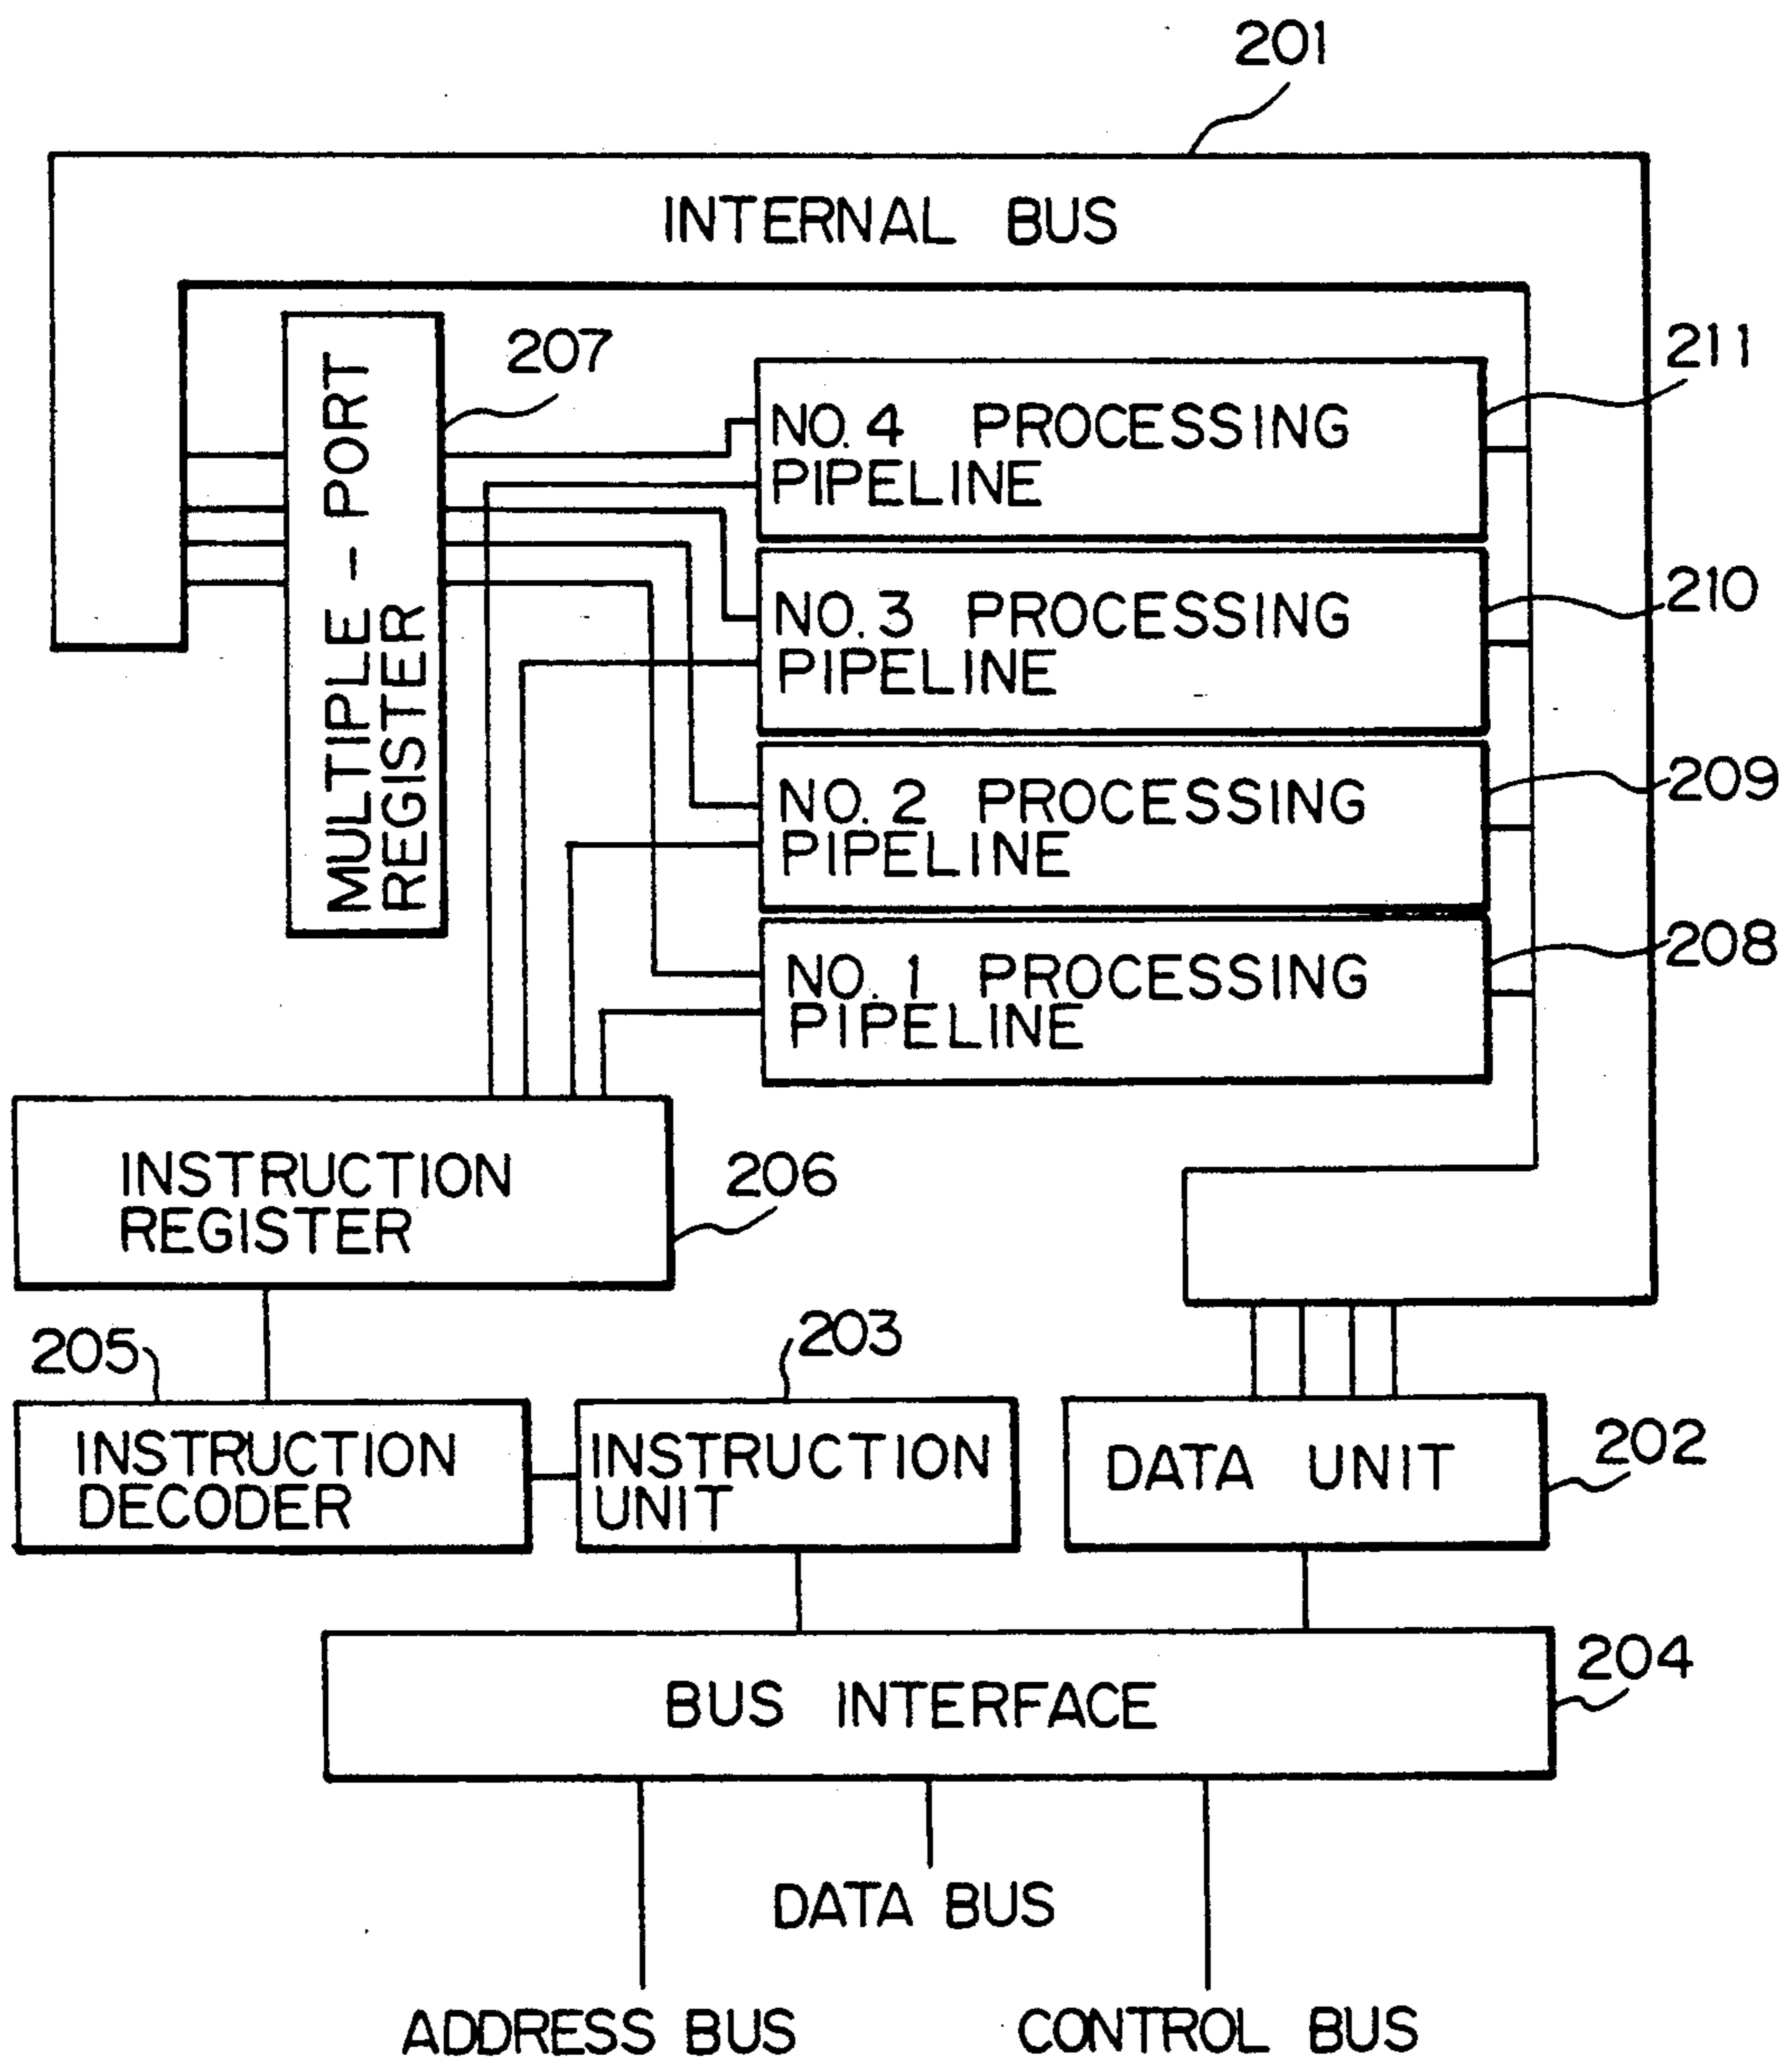 201
INTERNAL BUS
207
MULTIPLE-PORT
REGISTER
211
NO. 4 PROCESSING
PIPELINE
210
NO. 3 PROCESSING
PIPELINE
209
NO. 2 PROCESSING
PIPELINE
208
NO. 1 PROCESSING
PIPELINE
INSTRUCTION
REGISTER
206
205
203
INSTRUCTION
DECODER
INSTRUCTION
UNIT
DATA UNIT
202
BUS INTERFACE
204
DATA BUS
ADDRESS BUS
CONTROL BUS